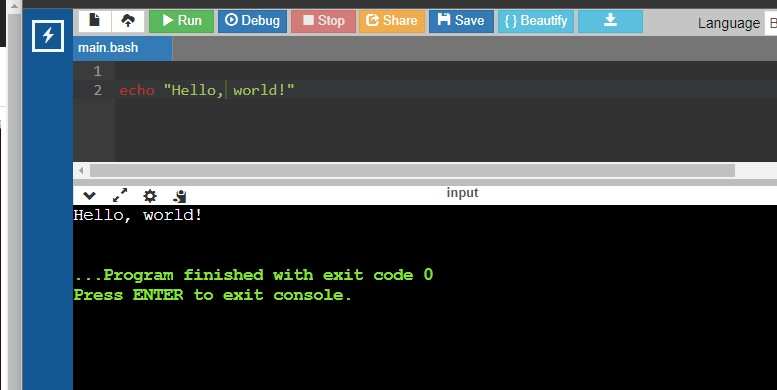 Run Debug Stop Share Save { } Beautify Language B
main.bash
1
2 echo "Hello, world!"
input
Hello, world!
...Program finished with exit code 0
Press ENTER to exit console.